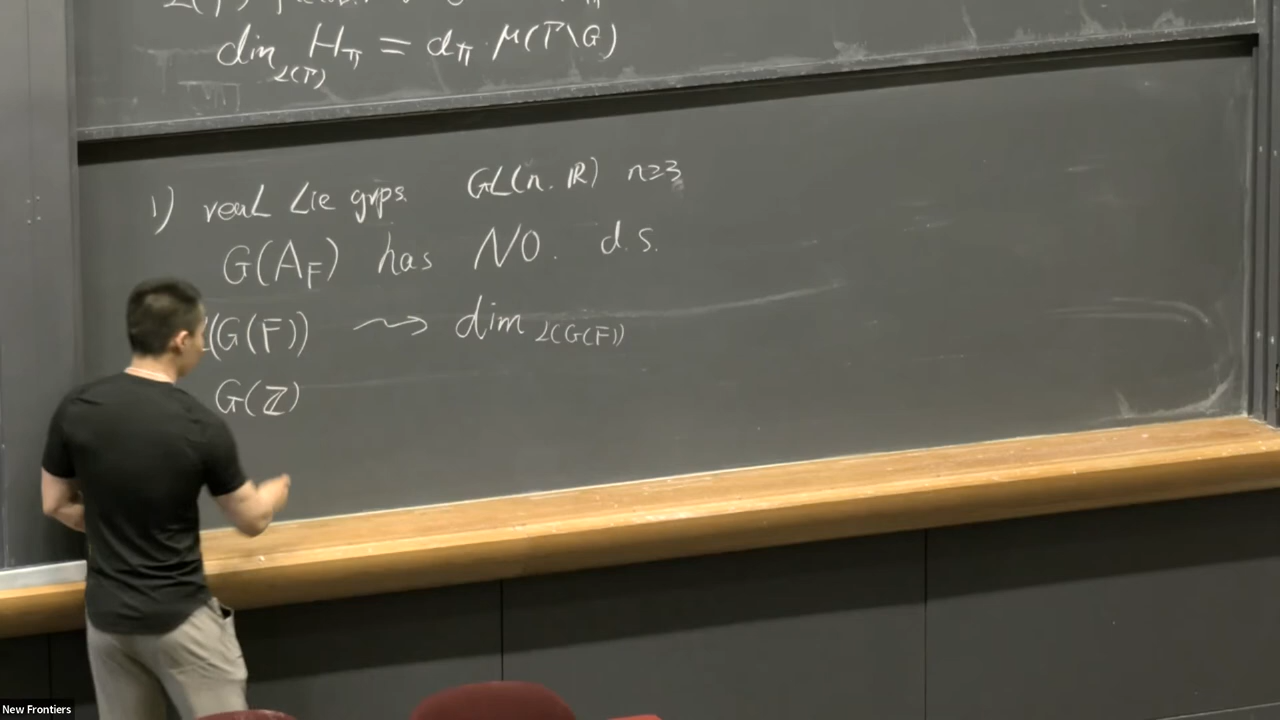 dim_{L(Γ)} H_π = d_π · μ(Γ\G)
1) real Lie grps. GL(n, ℝ) n≥3
G(A_F) has NO. d.s.
L(G(F)) ⇝ dim_{L(G(F))}
G(ℤ)
New Frontiers